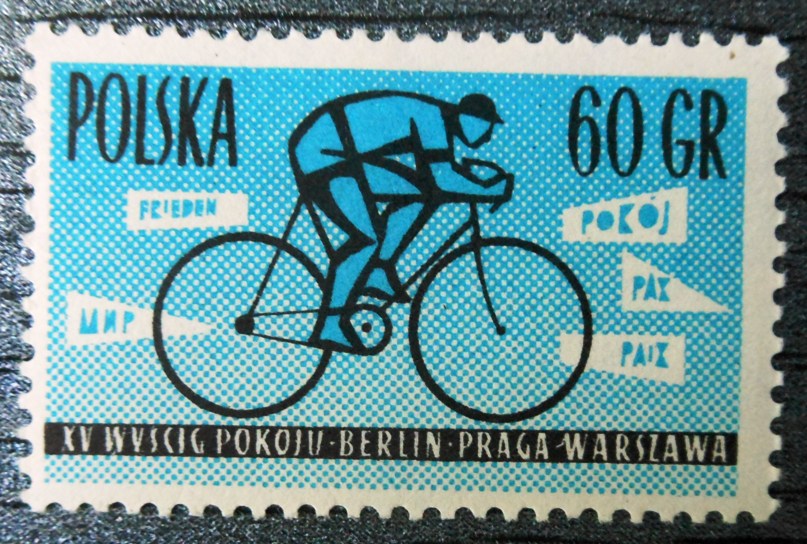 POLSKA
60 GR
FRIEDEN
POKÓJ
PAX
МИР
PAIX
XV WYŚCIG POKOJU·BERLIN·PRAGA·WARSZAWA